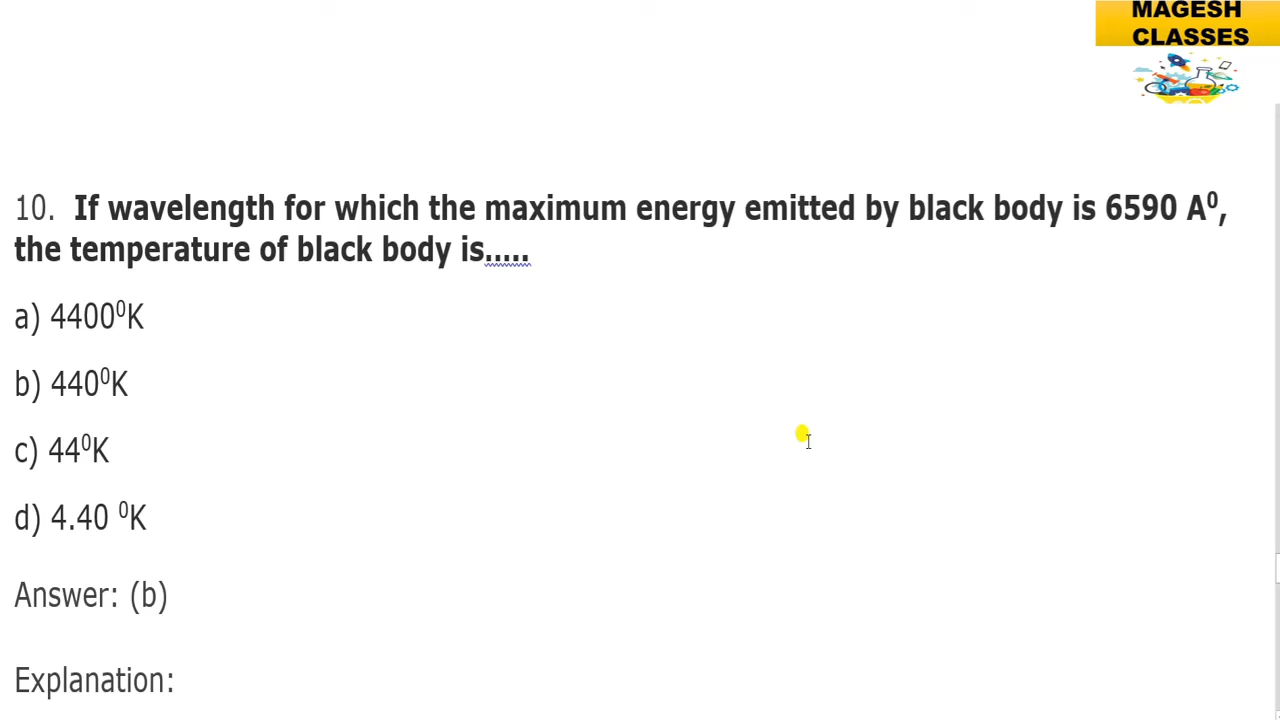 MAGESH
CLASSES
10. If wavelength for which the maximum energy emitted by black body is 6590 A⁰,
the temperature of black body is.....
a) 4400⁰K
b) 440⁰K
c) 44⁰K
d) 4.40 ⁰K
Answer: (b)
Explanation: